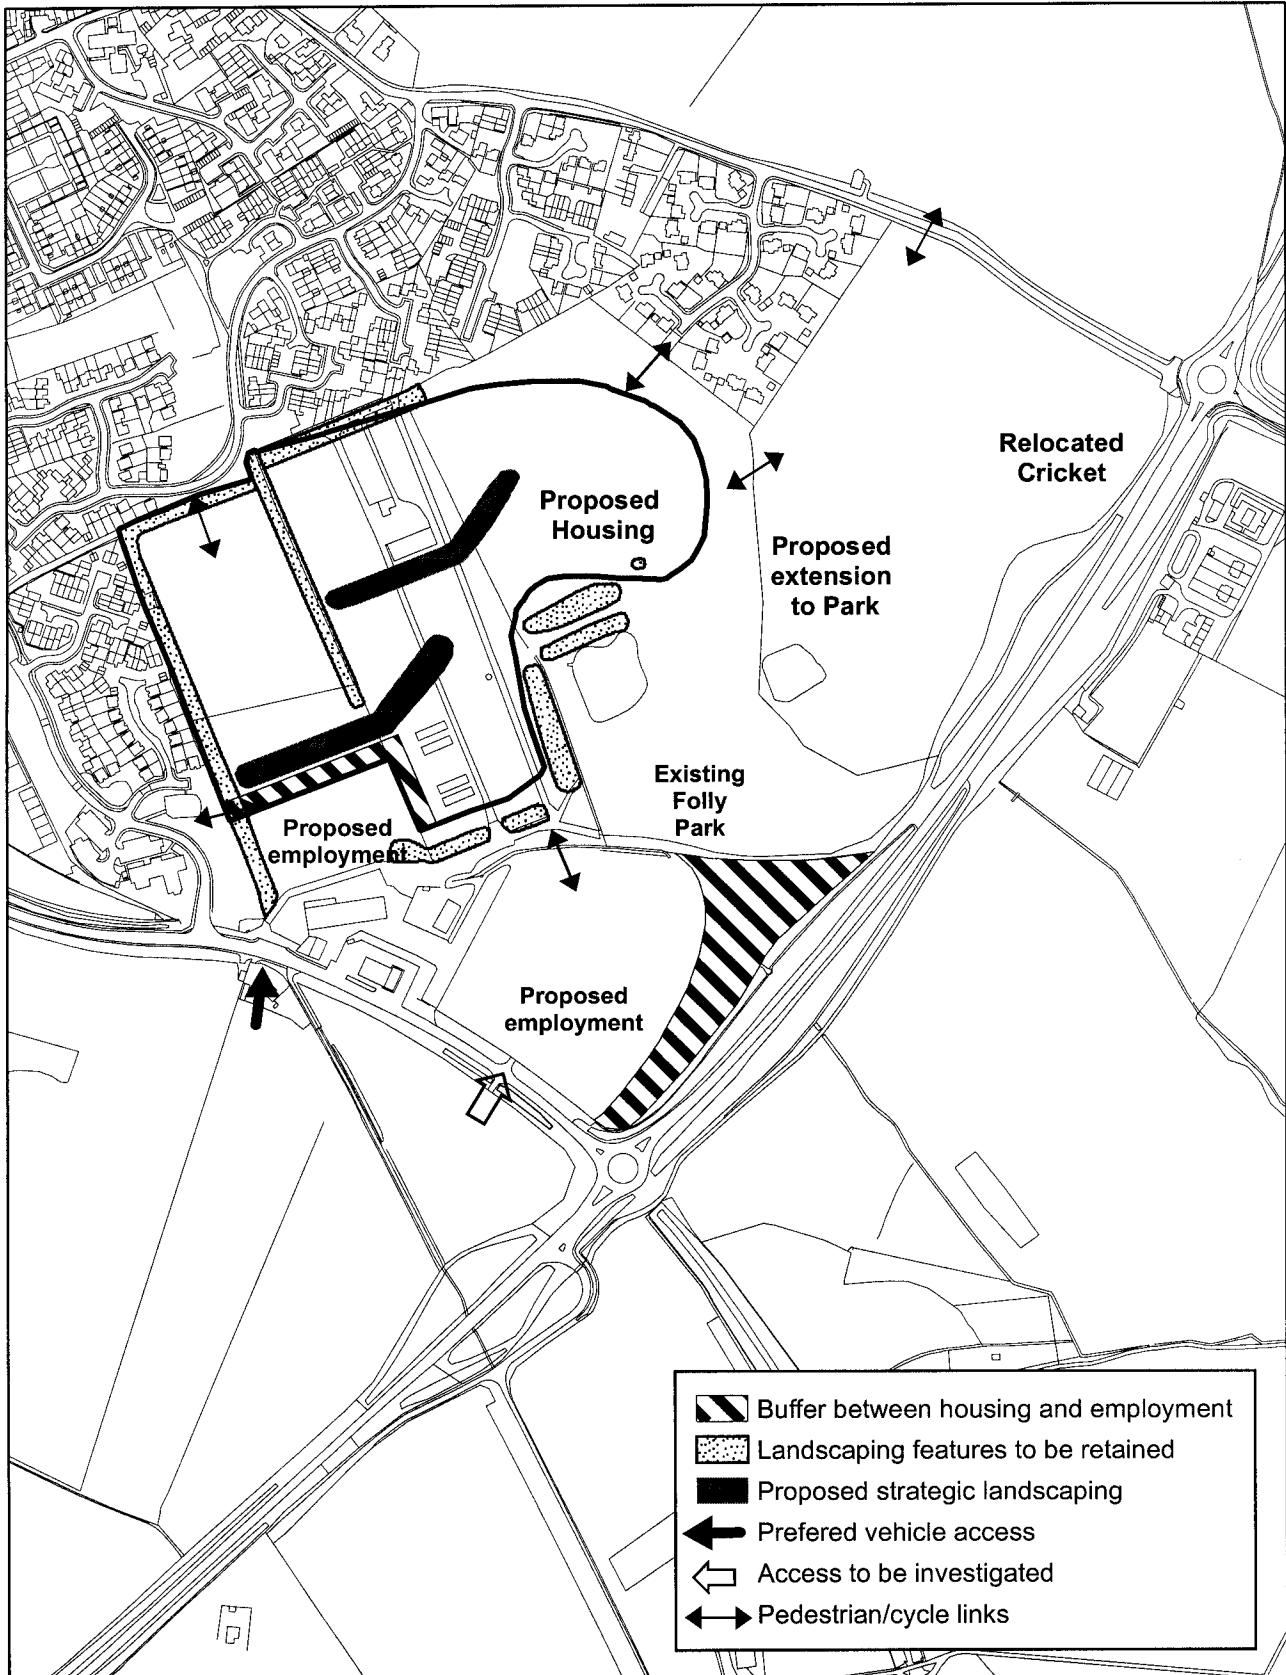 Relocated
Cricket
Proposed
Housing
Proposed
extension
to Park
Existing
Folly
Park
Proposed
employment
Proposed
employment
Buffer between housing and employment
Landscaping features to be retained
Proposed strategic landscaping
Prefered vehicle access
Access to be investigated
Pedestrian/cycle links